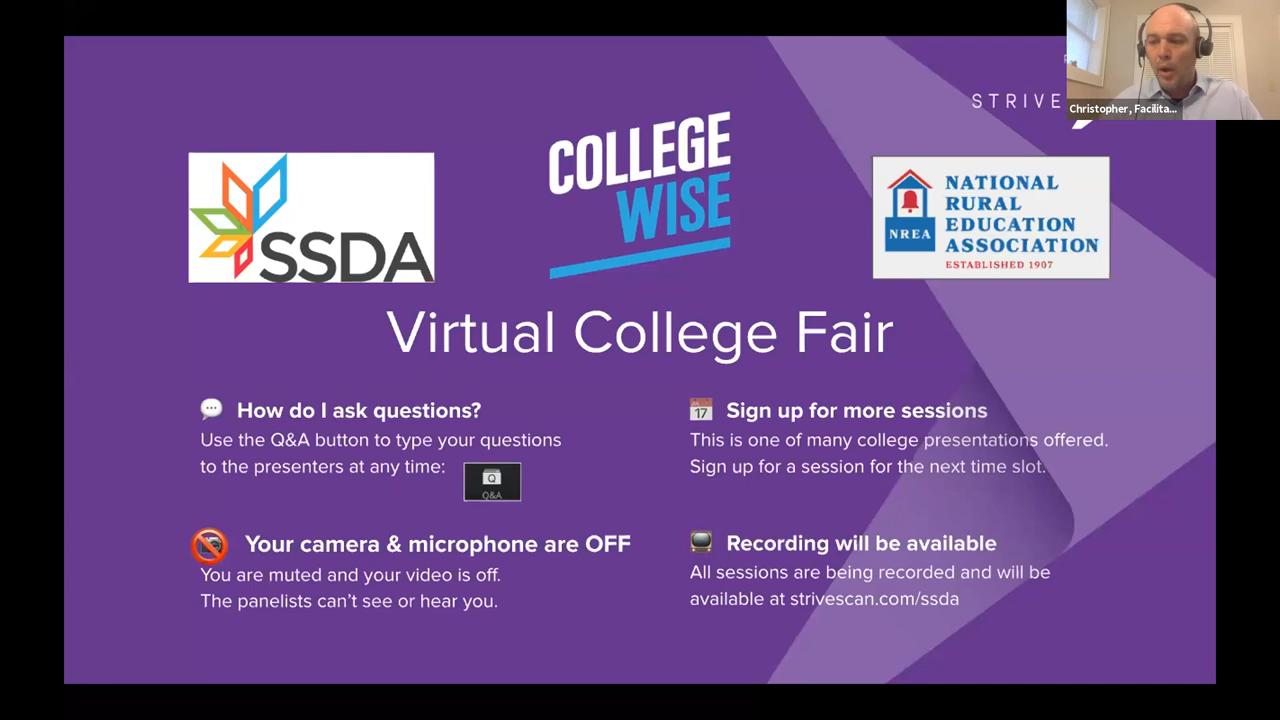 STRIVE
Christopher, Facilita...
SSDA
COLLEGE
WISE
NREA
NATIONAL
RURAL
EDUCATION
ASSOCIATION
ESTABLISHED 1907
Virtual College Fair
How do I ask questions?
Use the Q&A button to type your questions
to the presenters at any time:
Q
Q&A
Sign up for more sessions
17
This is one of many college presentations offered.
Sign up for a session for the next time slot.
Your camera & microphone are OFF
You are muted and your video is off.
The panelists can't see or hear you.
Recording will be available
All sessions are being recorded and will be
available at strivescan.com/ssda